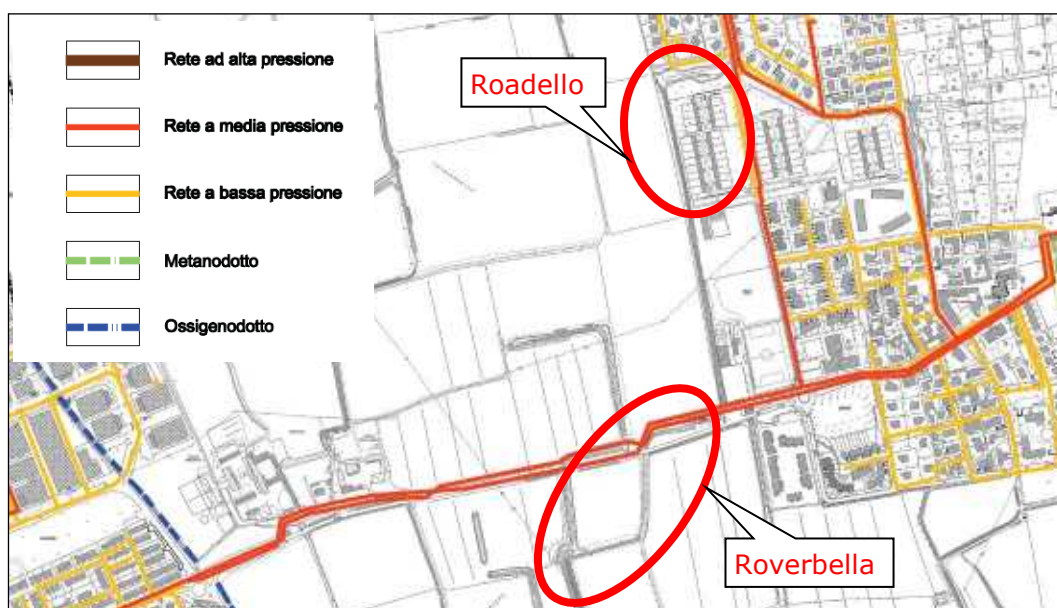 Rete ad alta pressione
Rete a media pressione
Rete a bassa pressione
Metanodotto
Ossigenodotto
Roadello
Roverbella